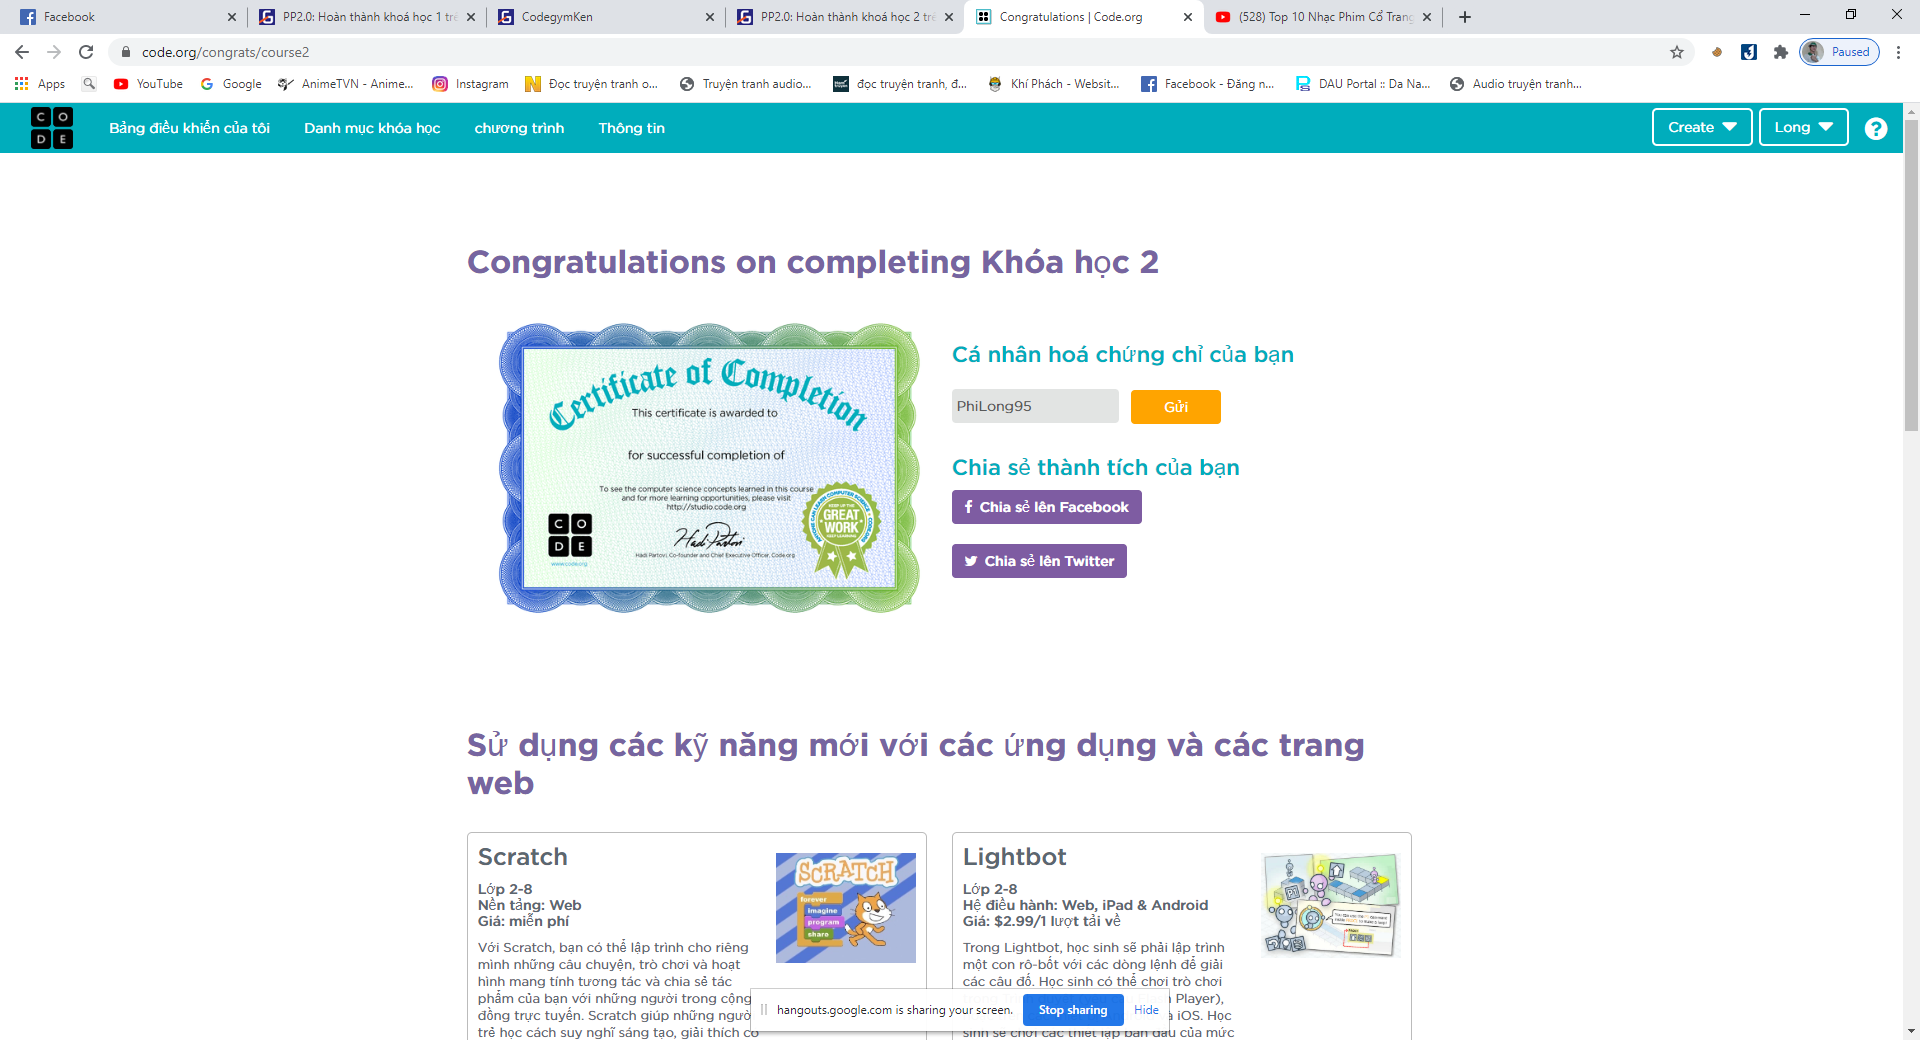 Facebook
PP2.0: Hoàn thành khoá học 1 trê
CodegymKen
PP2.0: Hoàn thành khoá học 2 trê
Congratulations | Code.org
(528) Top 10 Nhạc Phim Cổ Trang
code.org/congrats/course2
Paused
Apps
YouTube
Google
AnimeTVN - Anime...
Instagram
Đọc truyện tranh o...
Truyện tranh audio...
đọc truyện tranh, đ...
Khí Phách - Websit...
Facebook - Đăng n...
DAU Portal :: Da Na...
Audio truyện tranh...
CODE
Bảng điều khiển của tôi
Danh mục khóa học
chương trình
Thông tin
Create
Long
?
Congratulations on completing Khóa học 2
Certificate of Completion
This certificate is awarded to
for successful completion of
To see the computer science concepts learned in this course
and for more learning opportunities, please visit
http://studio.code.org
CODE
www.code.org
Hadi Partovi, Co-founder and Chief Executive Officer, Code.org
KEEP UP THE
GREAT
WORK
Cá nhân hoá chứng chỉ của bạn
PhiLong95
Gửi
Chia sẻ thành tích của bạn
Chia sẻ lên Facebook
Chia sẻ lên Twitter
Sử dụng các kỹ năng mới với các ứng dụng và các trang
web
Scratch
Lớp 2-8
Nền tảng: Web
Giá: miễn phí
Với Scratch, bạn có thể lập trình cho riêng
mình những câu chuyện, trò chơi và hoạt
hình mang tính tương tác và chia sẻ tác
phẩm của bạn với những người trong cộng
đồng trực tuyến. Scratch giúp những ngườ
trẻ học cách suy nghĩ sáng tạo, giải thích có
SCRATCH
forever
imagine
program
share
Lightbot
Lớp 2-8
Hệ điều hành: Web, iPad & Android
Giá: $2.99/1 lượt tải về
Trong Lightbot, học sinh sẽ phải lập trình
một con rô-bốt với các dòng lệnh để giải
các câu đố. Học sinh có thể chơi trò chơi
Player),
iOS. Học
sinh sẽ chơi các thiết lập ban đầu của mức
hangouts.google.com is sharing your screen.
Stop sharing
Hide